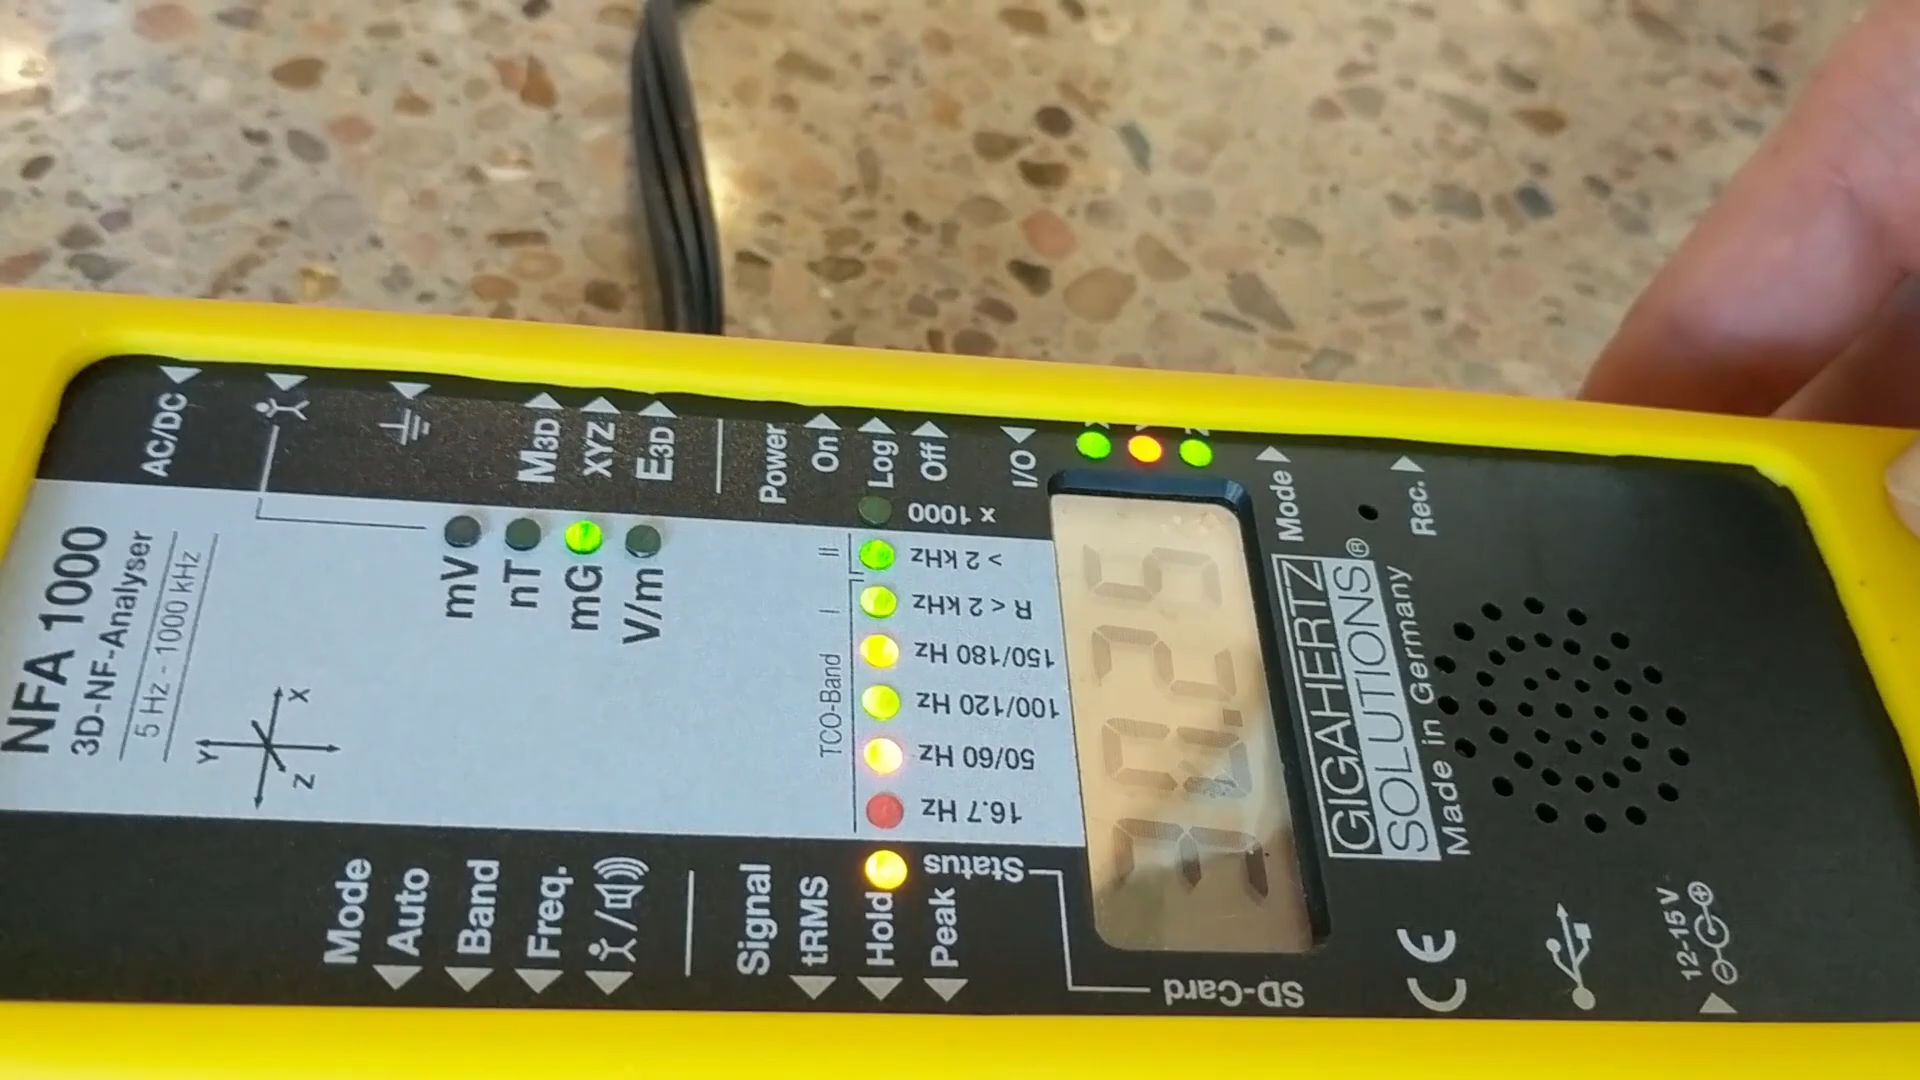 NFA 1000
3D-NF-Analyser
5 Hz - 1000 kHz
Y
X
Z
AC/DC
M3D
XYZ
E3D
mV
nT
mG
V/m
Power
On
Log
Off
I/O
Mode
Auto
Band
Freq.
Signal
tRMS
Hold
Peak
Status
SD-Card
TCO-Band
I
II
x 1000
> 2 kHz
R < 2 kHz
150/180 Hz
100/120 Hz
50/60 Hz
16.7 Hz
30.25
Mode
Rec.
GIGAHERTZ
SOLUTIONS®
Made in Germany
CE
12-15 V